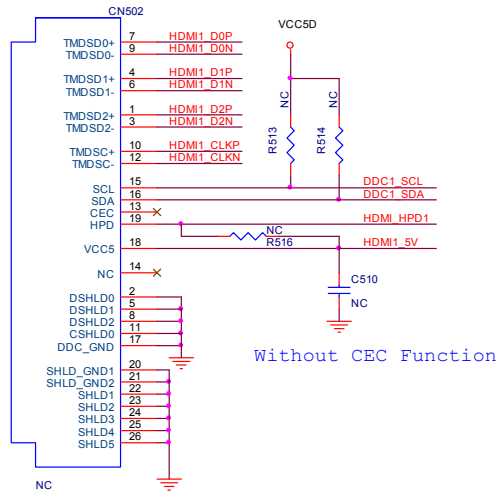 CN502
VCC5D
TMDSD0+ 7 HDMI1_D0P
TMDSD0- 9 HDMI1_D0N
TMDSD1+ 4 HDMI1_D1P
TMDSD1- 6 HDMI1_D1N
TMDSD2+ 1 HDMI1_D2P
TMDSD2- 3 HDMI1_D2N
TMDSC+ 10 HDMI1_CLKP
TMDSC- 12 HDMI1_CLKN
NC
R513
NC
R514
SCL 15 DDC1_SCL
SDA 16 DDC1_SDA
CEC 13
HPD 19 HDMI_HPD1
NC
R516
VCC5 18 HDMI1_5V
NC 14
C510
NC
DSHLD0 2
DSHLD1 5
DSHLD2 8
CSHLD0 11
DDC_GND 17
Without CEC Function
SHLD_GND1 20
SHLD_GND2 21
SHLD1 22
SHLD2 23
SHLD3 24
SHLD4 25
SHLD5 26
NC